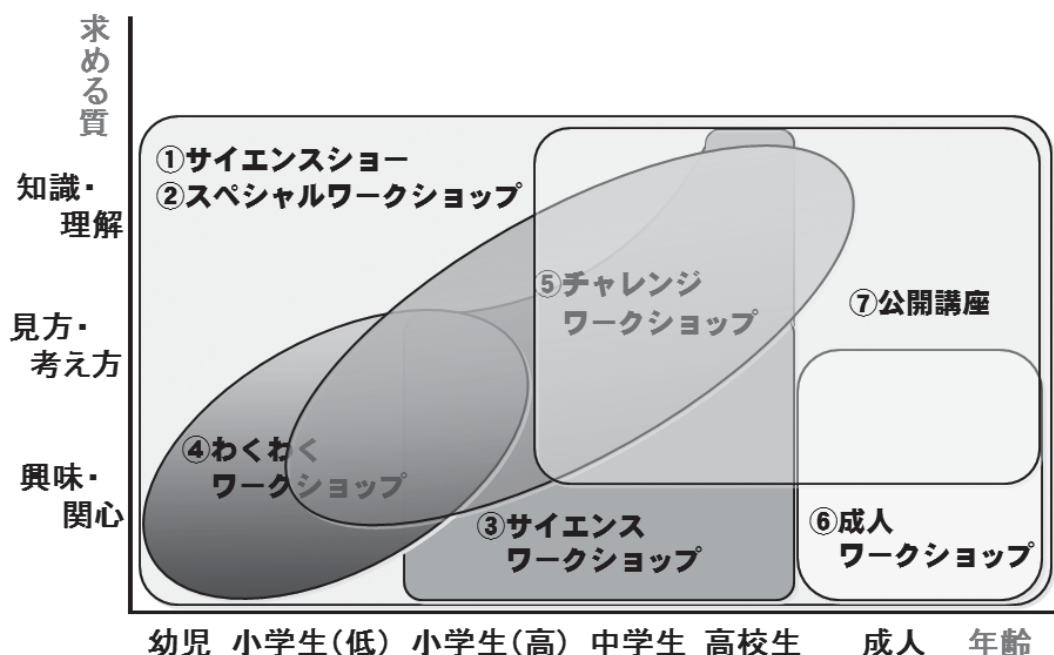 求める質
①サイエンスショー
②スペシャルワークショップ
知識・
理解
⑤チャレンジ
ワークショップ
⑦公開講座
見方・
考え方
④わくわく
ワークショップ
興味・
関心
③サイエンス
ワークショップ
⑥成人
ワークショップ
幼児 小学生(低) 小学生(高) 中学生 高校生 成人 年齢